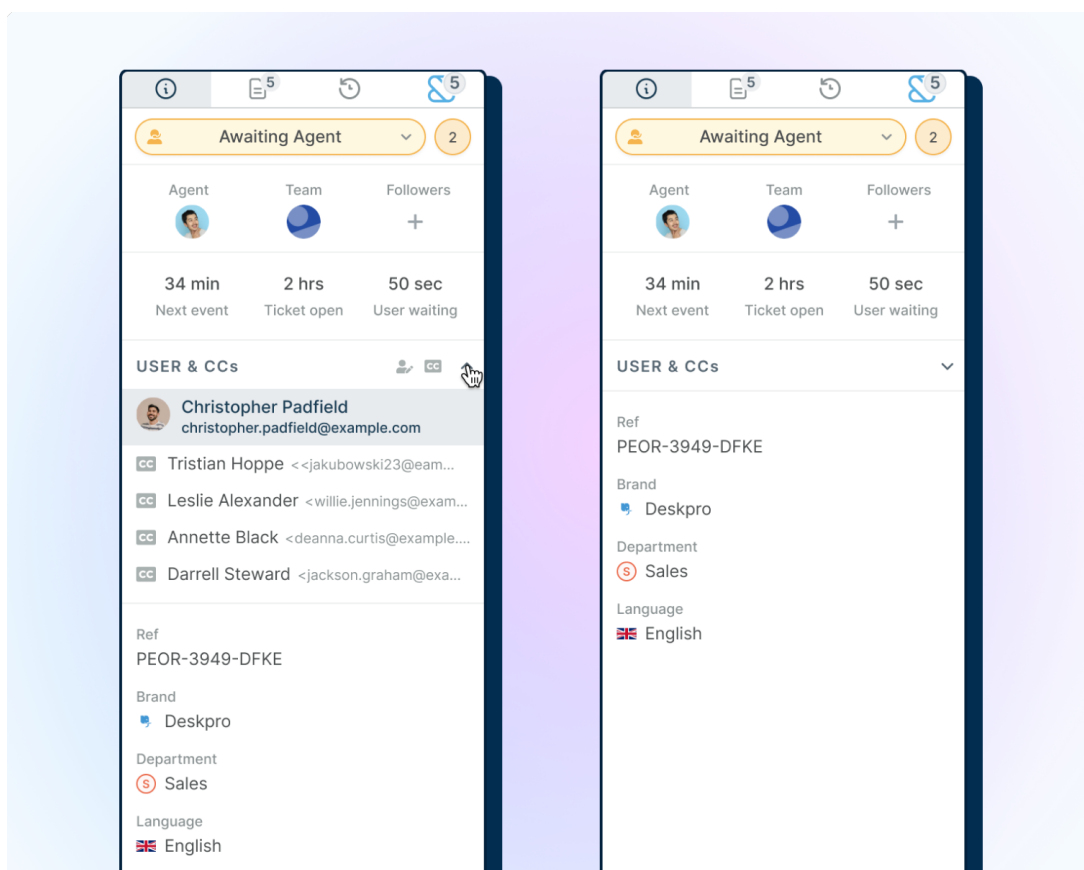 5
5
Awaiting Agent
2
Agent
Team
Followers
34 min
2 hrs
50 sec
Next event
Ticket open
User waiting
USER & CCs
CC
Christopher Padfield
christopher.padfield@example.com
CC Tristian Hoppe <<jakubowski23@eam...
CC Leslie Alexander <willie.jennings@exam...
CC Annette Black <deanna.curtis@example....
CC Darrell Steward <jackson.graham@exa...
Ref
PEOR-3949-DFKE
Brand
Deskpro
Department
S Sales
Language
English
5
5
Awaiting Agent
2
Agent
Team
Followers
34 min
2 hrs
50 sec
Next event
Ticket open
User waiting
USER & CCs
Ref
PEOR-3949-DFKE
Brand
Deskpro
Department
S Sales
Language
English